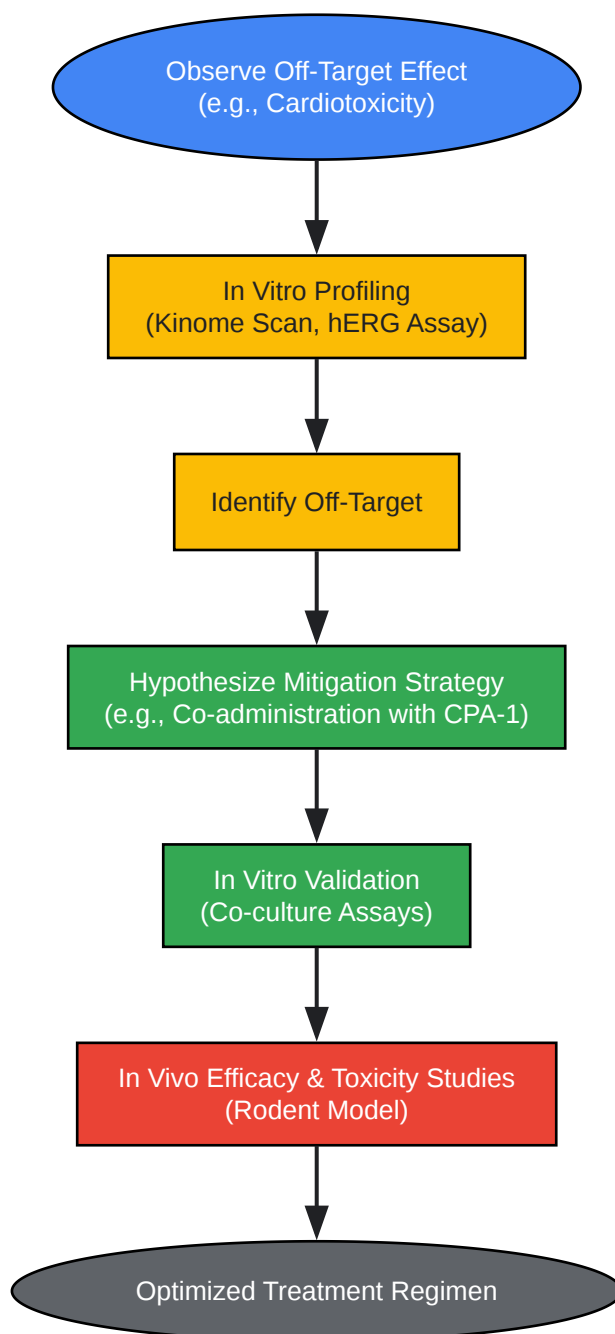 Observe Off-Target Effect
(e.g., Cardiotoxicity)
In Vitro Profiling
(Kinome Scan, hERG Assay)
Identify Off-Target
Hypothesize Mitigation Strategy
(e.g., Co-administration with CPA-1)
In Vitro Validation
(Co-culture Assays)
In Vivo Efficacy & Toxicity Studies
(Rodent Model)
Optimized Treatment Regimen